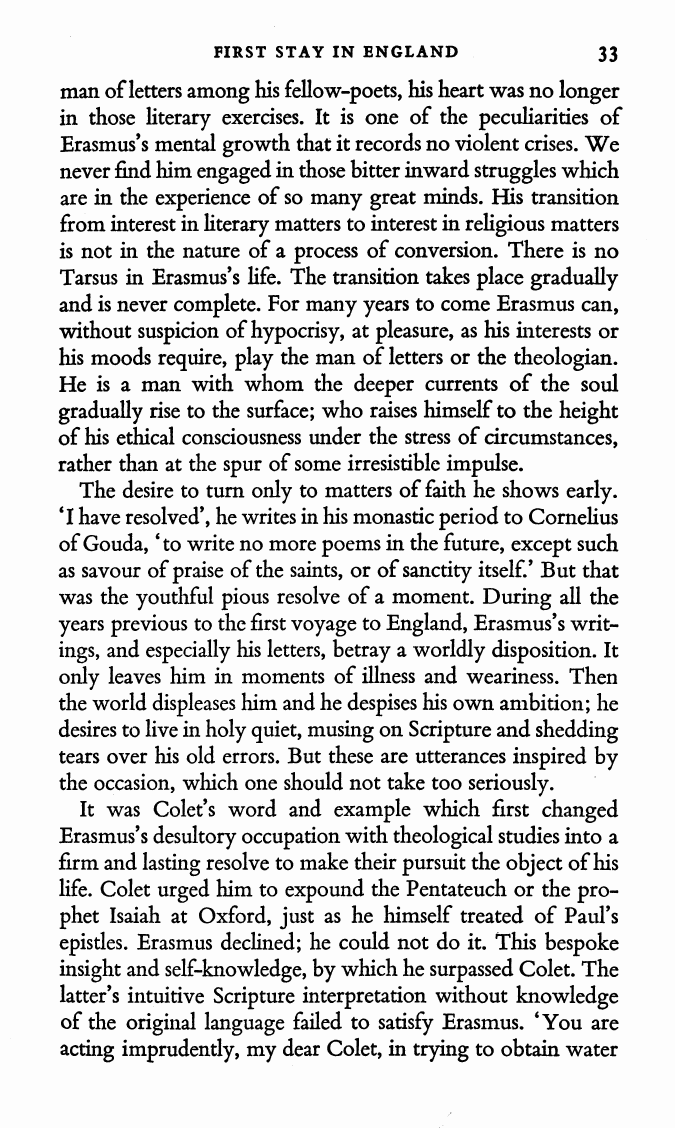 FIRST STAY IN ENGLAND 33
man of letters among his fellow-poets, his heart was no longer
in those literary exercises. It is one of the peculiarities of
Erasmus's mental growth that it records no violent crises. We
never find him engaged in those bitter inward struggles which
are in the experience of so many great minds. His transition
from interest in literary matters to interest in religious matters
is not in the nature of a process of conversion. There is no
Tarsus in Erasmus's life. The transition takes place gradually
and is never complete. For many years to come Erasmus can,
without suspicion of hypocrisy, at pleasure, as his interests or
his moods require, play the man of letters or the theologian.
He is a man with whom the deeper currents of the soul
gradually rise to the surface; who raises himself to the height
of his ethical consciousness under the stress of circumstances,
rather than at the spur of some irresistible impulse.
The desire to turn only to matters of faith he shows early.
‘I have resolved’, he writes in his monastic period to Cornelius
of Gouda, ‘to write no more poems in the future, except such
as savour of praise of the saints, or of sanctity itself.’ But that
was the youthful pious resolve of a moment. During all the
years previous to the first voyage to England, Erasmus's writ-
ings, and especially his letters, betray a worldly disposition. It
only leaves him in moments of illness and weariness. Then
the world displeases him and he despises his own ambition; he
desires to live in holy quiet, musing on Scripture and shedding
tears over his old errors. But these are utterances inspired by
the occasion, which one should not take too seriously.
It was Colet's word and example which first changed
Erasmus's desultory occupation with theological studies into a
firm and lasting resolve to make their pursuit the object of his
life. Colet urged him to expound the Pentateuch or the pro-
phet Isaiah at Oxford, just as he himself treated of Paul's
epistles. Erasmus declined; he could not do it. This bespoke
insight and self-knowledge, by which he surpassed Colet. The
latter's intuitive Scripture interpretation without knowledge
of the original language failed to satisfy Erasmus. ‘You are
acting imprudently, my dear Colet, in trying to obtain water